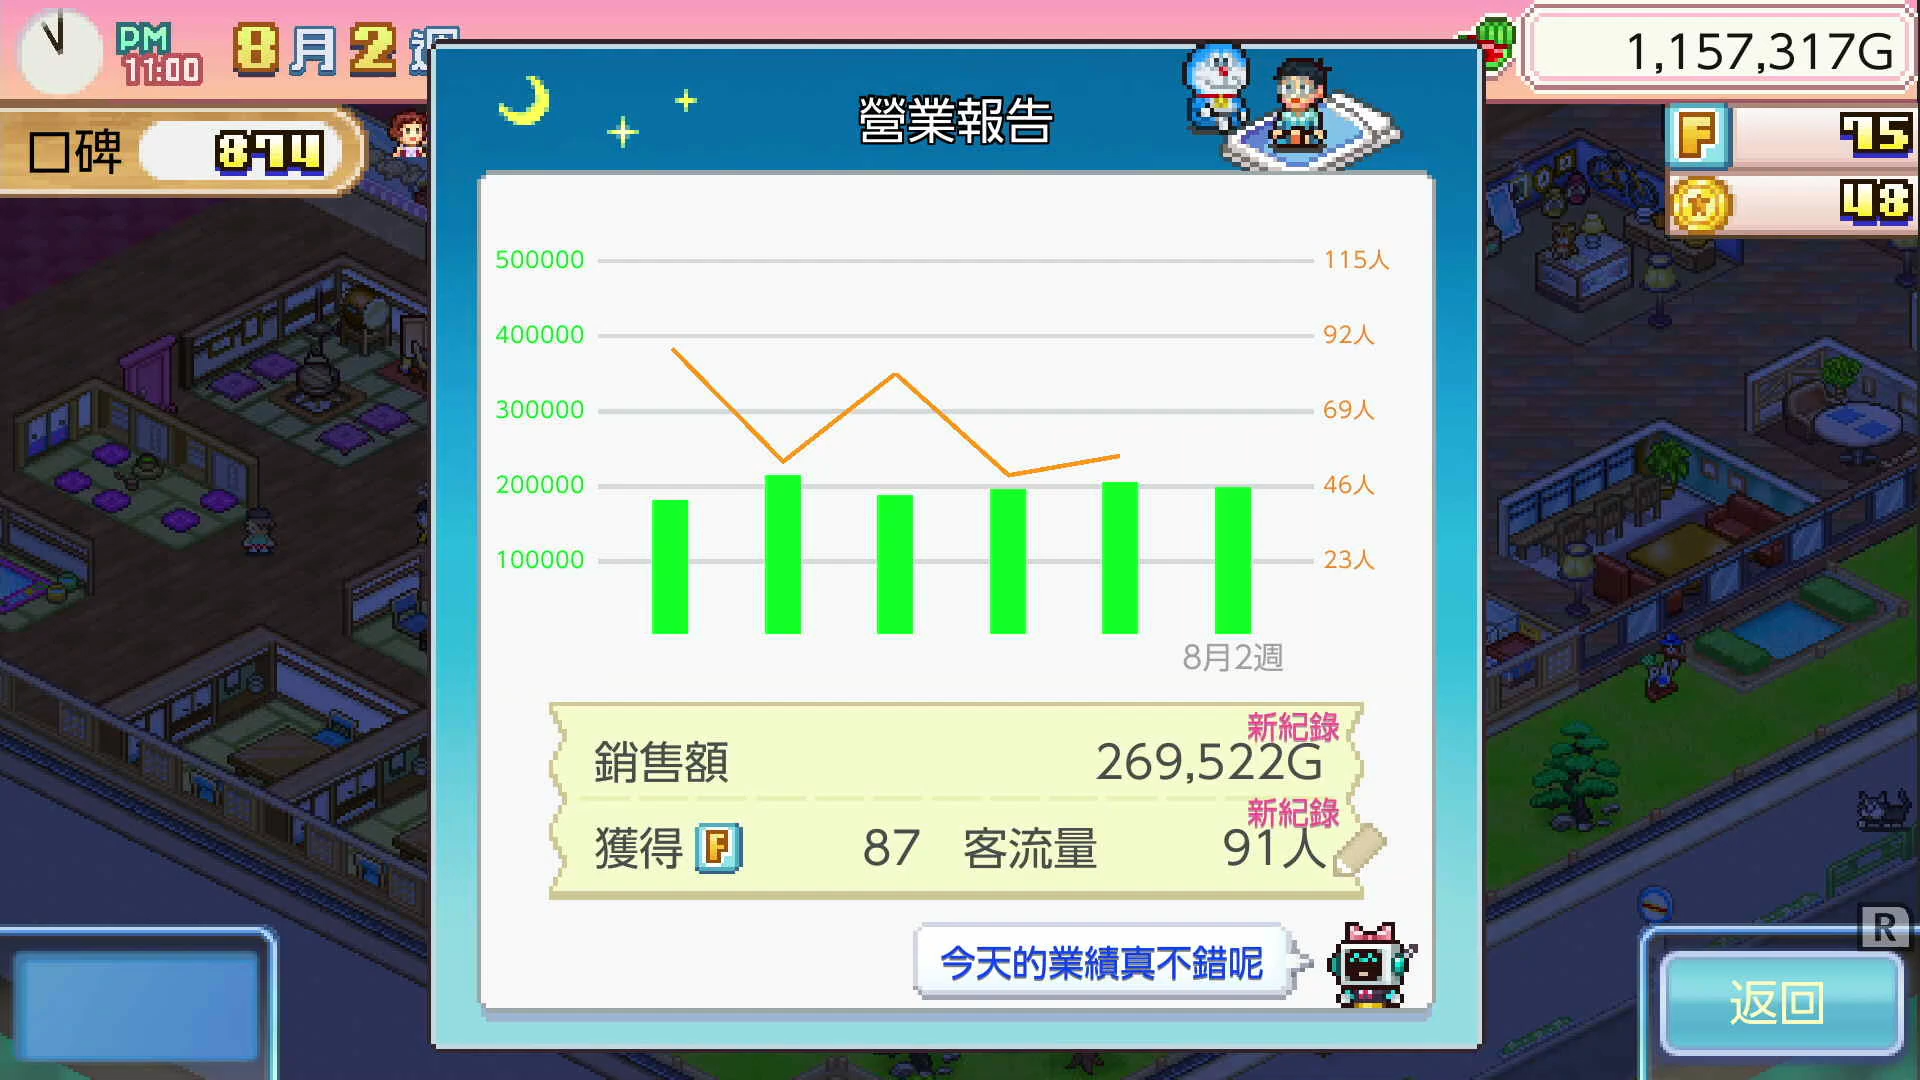 PM
11:00
8月2週
1,157,317G
口碑 874
F 75
48
營業報告
500000 115人
400000 92人
300000 69人
200000 46人
100000 23人
8月2週
新紀錄
銷售額 269,522G
新紀錄
獲得 F 87 客流量 91人
今天的業績真不錯呢
R
返回